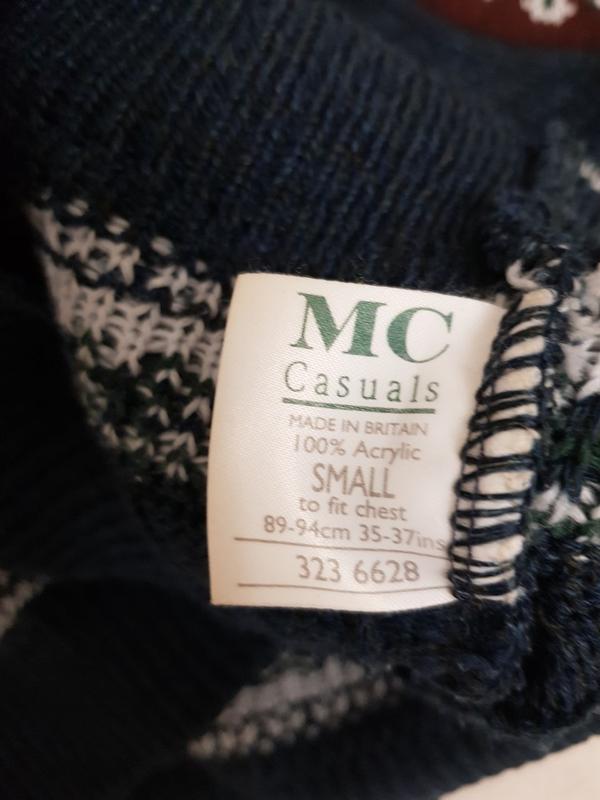 MC
Casuals
MADE IN BRITAIN
100% Acrylic
SMALL
to fit chest
89-94cm 35-37ins
323 6628